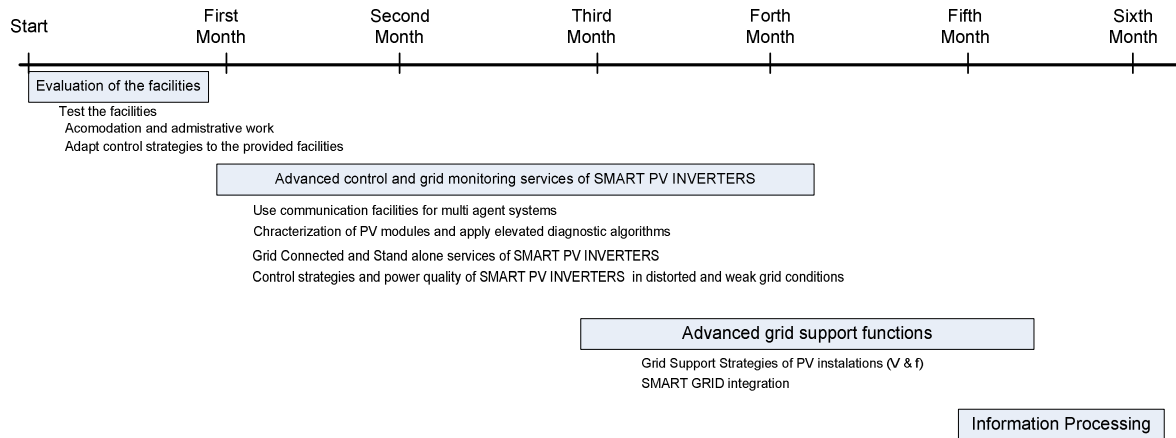 Start
First
Month
Second
Month
Third
Month
Forth
Month
Fifth
Month
Sixth
Month
Evaluation of the facilities
Test the facilities
Acomodation and admistrative work
Adapt control strategies to the provided facilities
Advanced control and grid monitoring services of SMART PV INVERTERS
Use communication facilities for multi agent systems
Chracterization of PV modules and apply elevated diagnostic algorithms
Grid Connected and Stand alone services of SMART PV INVERTERS
Control strategies and power quality of SMART PV INVERTERS in distorted and weak grid conditions
Advanced grid support functions
Grid Support Strategies of PV instalations (V & f)
SMART GRID integration
Information Processing